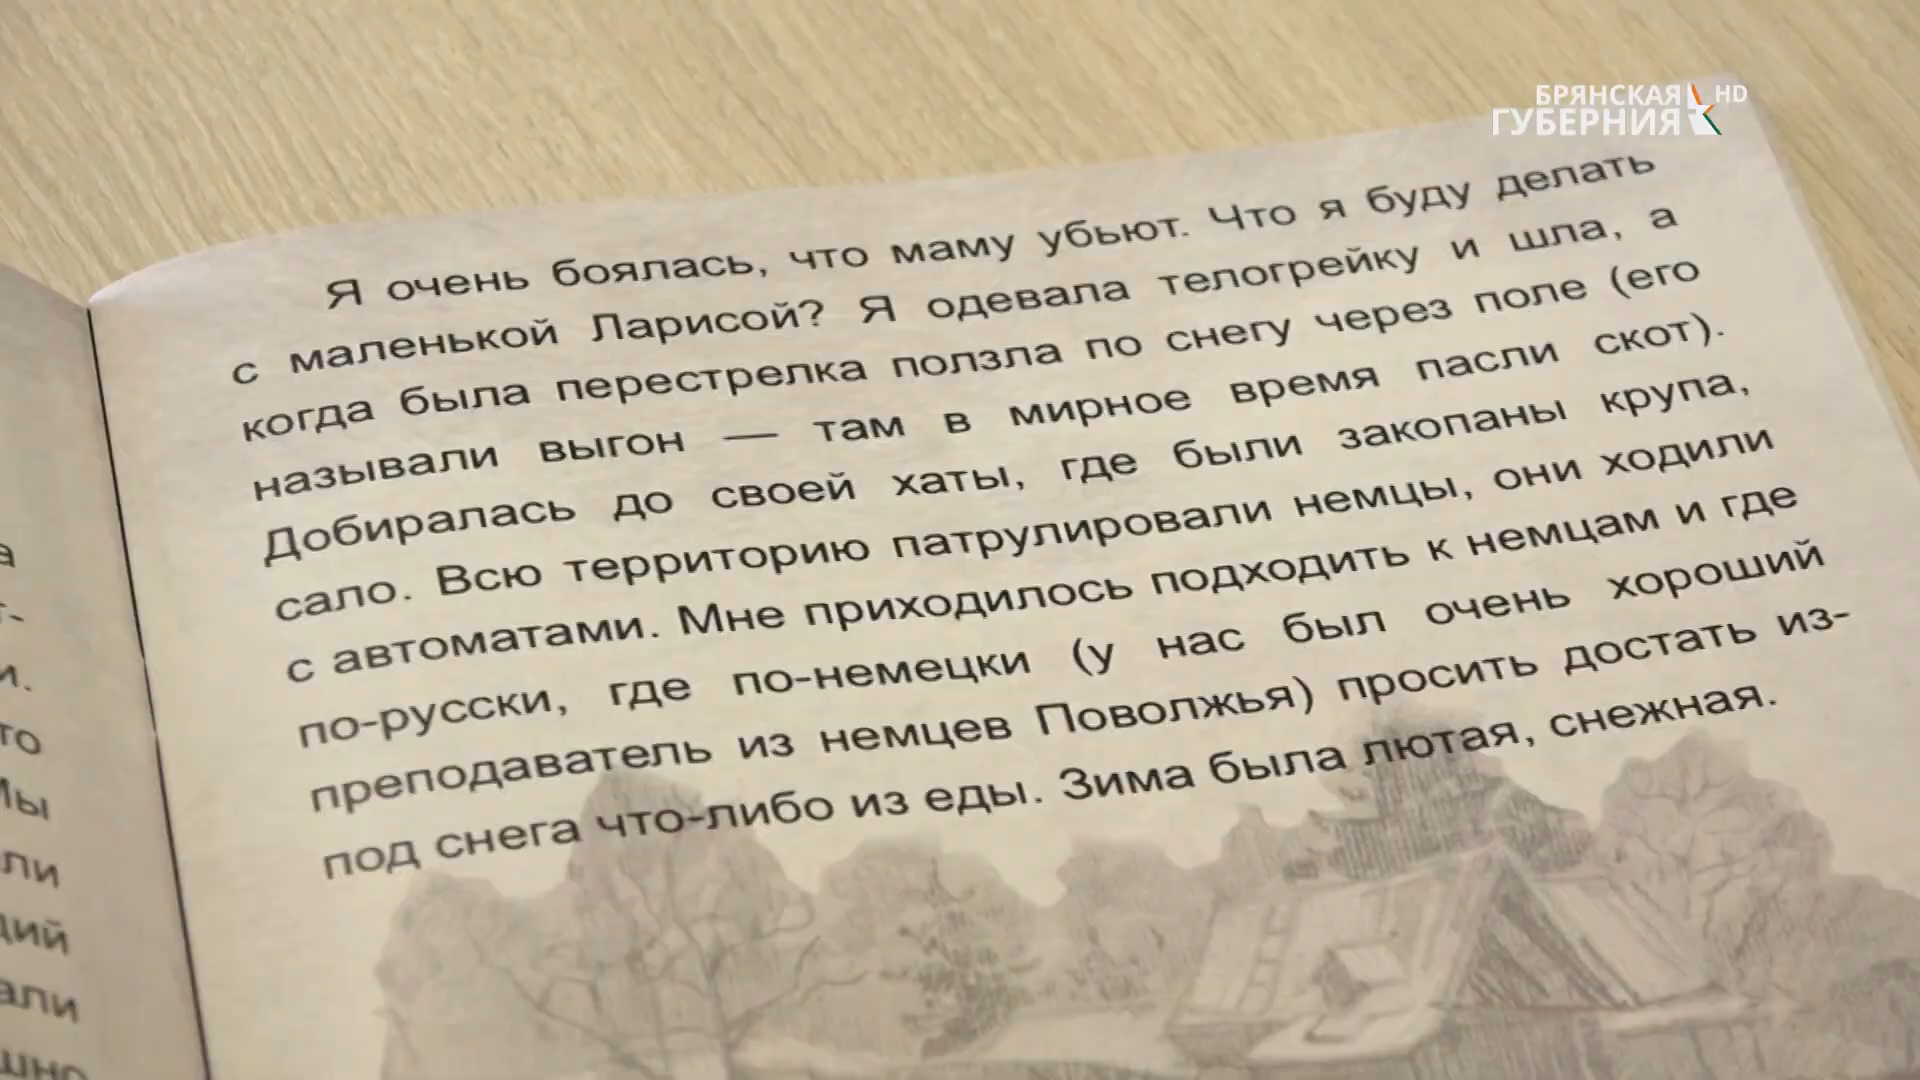 БРЯНСКАЯ HD
ГУБЕРНИЯ
Я очень боялась, что маму убьют. Что я буду делать
с маленькой Ларисой? Я одевала телогрейку и шла, а
когда была перестрелка ползла по снегу через поле (его
называли выгон — там в мирное время пасли скот).
Добиралась до своей хаты, где были закопаны крупа,
сало. Всю территорию патрулировали немцы, они ходили
с автоматами. Мне приходилось подходить к немцам и где
по-русски, где по-немецки (у нас был очень хороший
преподаватель из немцев Поволжья) просить достать из-
под снега что-либо из еды. Зима была лютая, снежная.